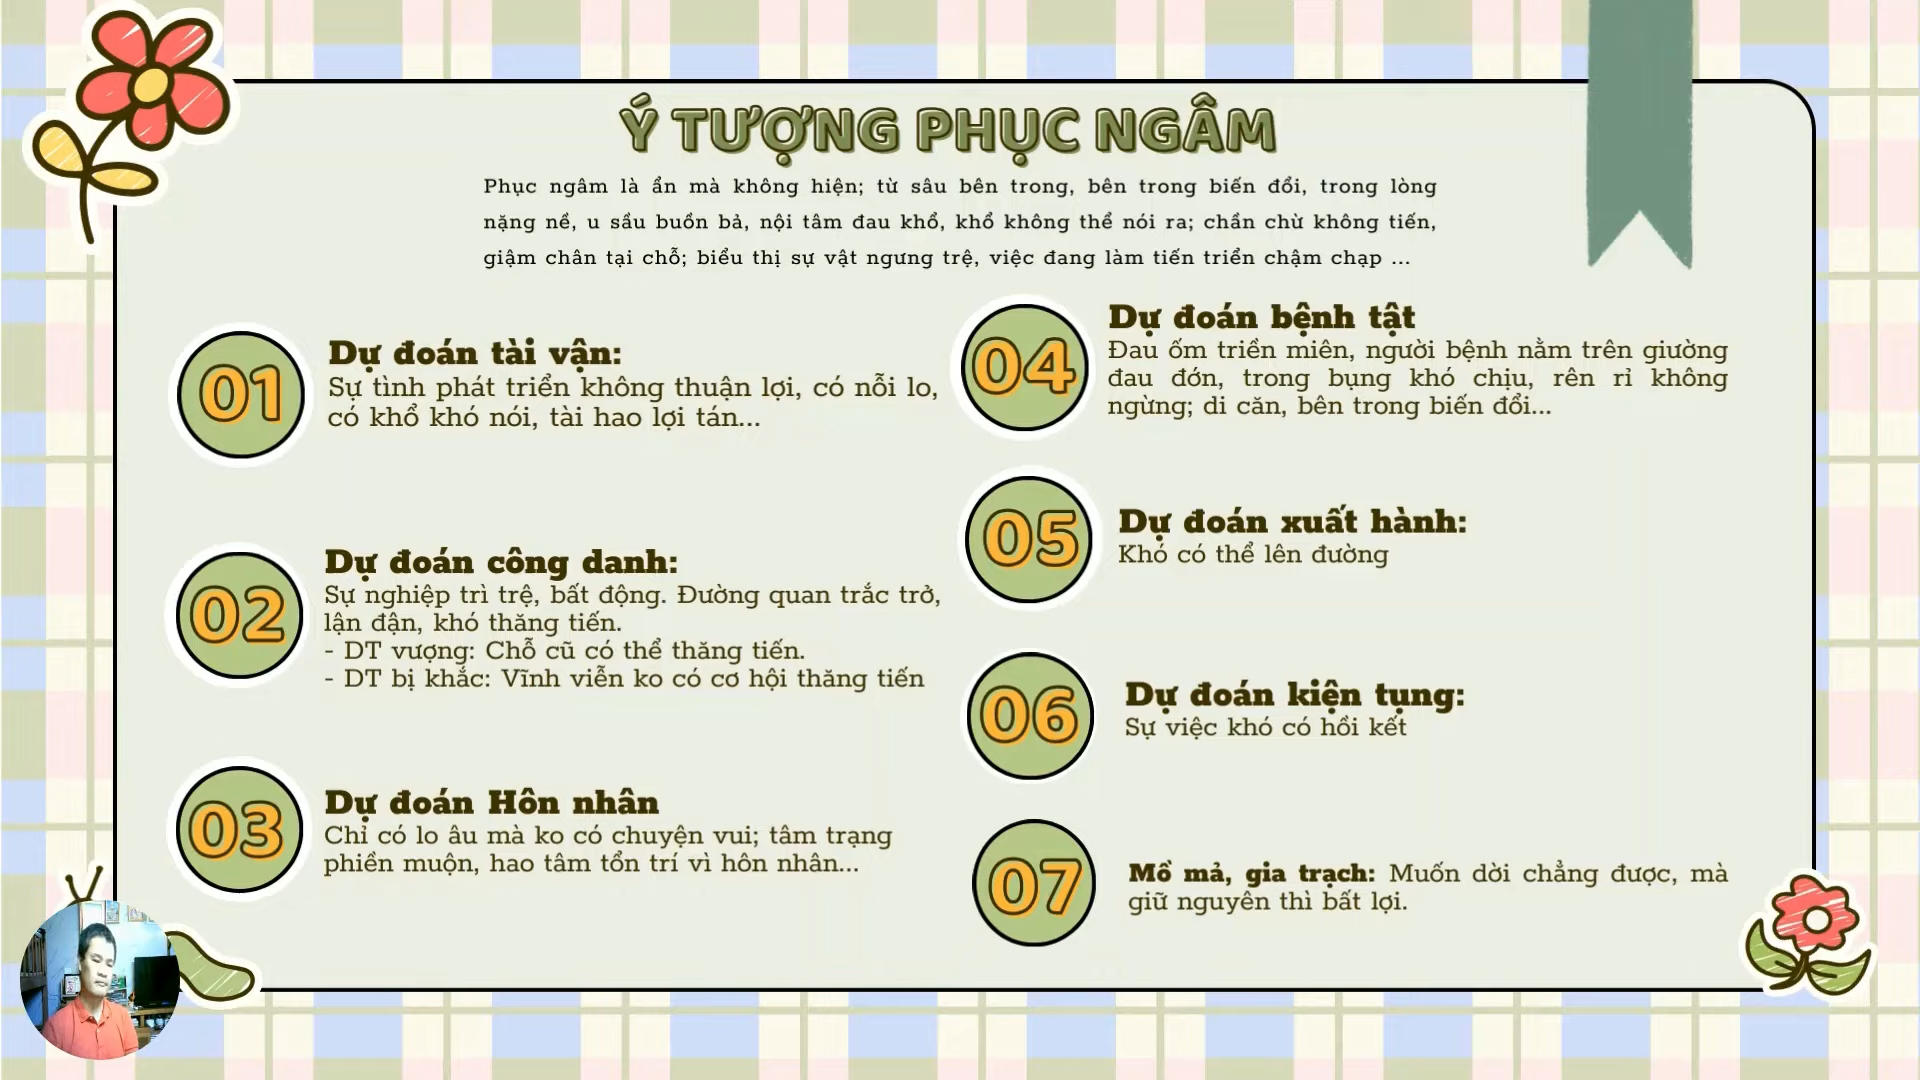 Ý TƯỢNG PHỤC NGÂM
Phục ngâm là ẩn mà không hiện; từ sâu bên trong, bên trong biến đổi, trong lòng
nặng nề, u sầu buồn bả, nội tâm đau khổ, khổ không thể nói ra; chần chừ không tiến,
giậm chân tại chỗ; biểu thị sự vật ngưng trệ, việc đang làm tiến triển chậm chạp ...
01
Dự đoán tài vận:
Sự tình phát triển không thuận lợi, có nỗi lo,
có khổ khó nói, tài hao lợi tán...
02
Dự đoán công danh:
Sự nghiệp trì trệ, bất động. Đường quan trắc trở,
lận đận, khó thăng tiến.
- DT vượng: Chỗ cũ có thể thăng tiến.
- DT bị khắc: Vĩnh viễn ko có cơ hội thăng tiến
03
Dự đoán Hôn nhân
Chỉ có lo âu mà ko có chuyện vui; tâm trạng
phiền muộn, hao tâm tổn trí vì hôn nhân...
04
Dự đoán bệnh tật
Đau ốm triền miên, người bệnh nằm trên giường
đau đớn, trong bụng khó chịu, rên rỉ không
ngừng; di căn, bên trong biến đổi...
05
Dự đoán xuất hành:
Khó có thể lên đường
06
Dự đoán kiện tụng:
Sự việc khó có hồi kết
07
Mồ mả, gia trạch: Muốn dời chẳng được, mà
giữ nguyên thì bất lợi.